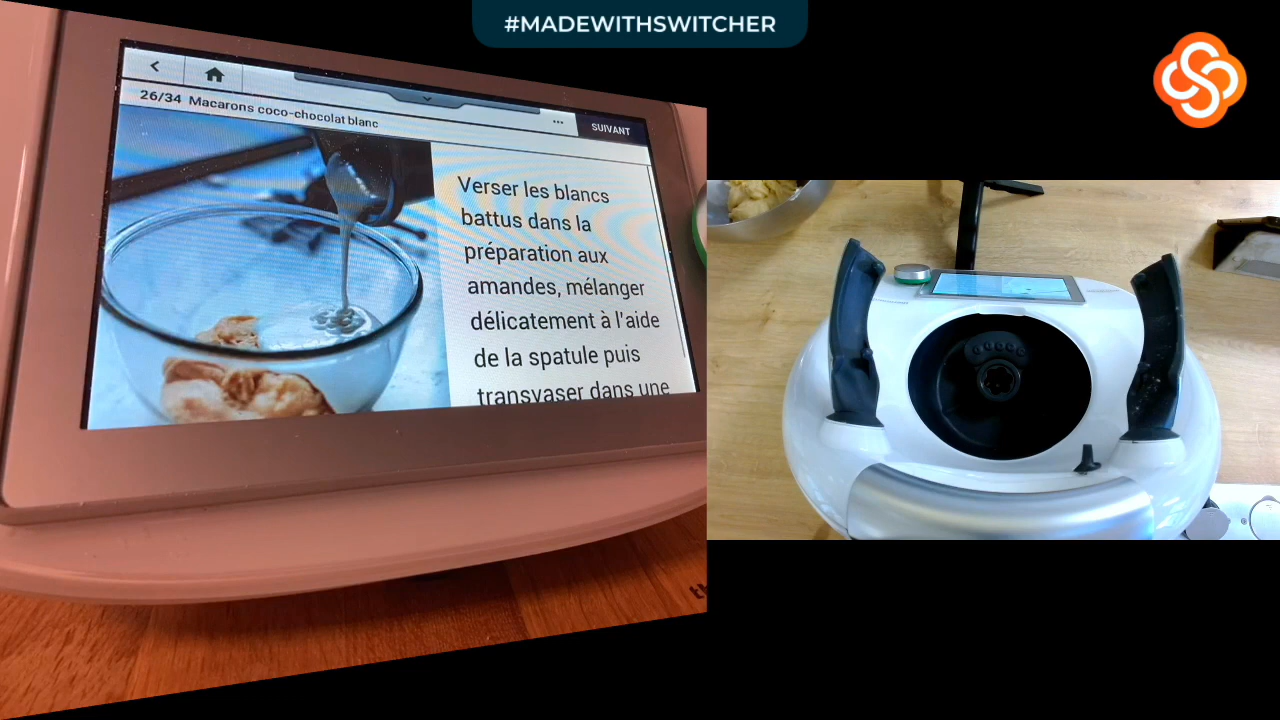 #MADEWITHSWITCHER
26/34 Macarons coco-chocolat blanc
SUIVANT
Verser les blancs
battus dans la
préparation aux
amandes, mélanger
délicatement à l'aide
de la spatule puis
transvaser dans une